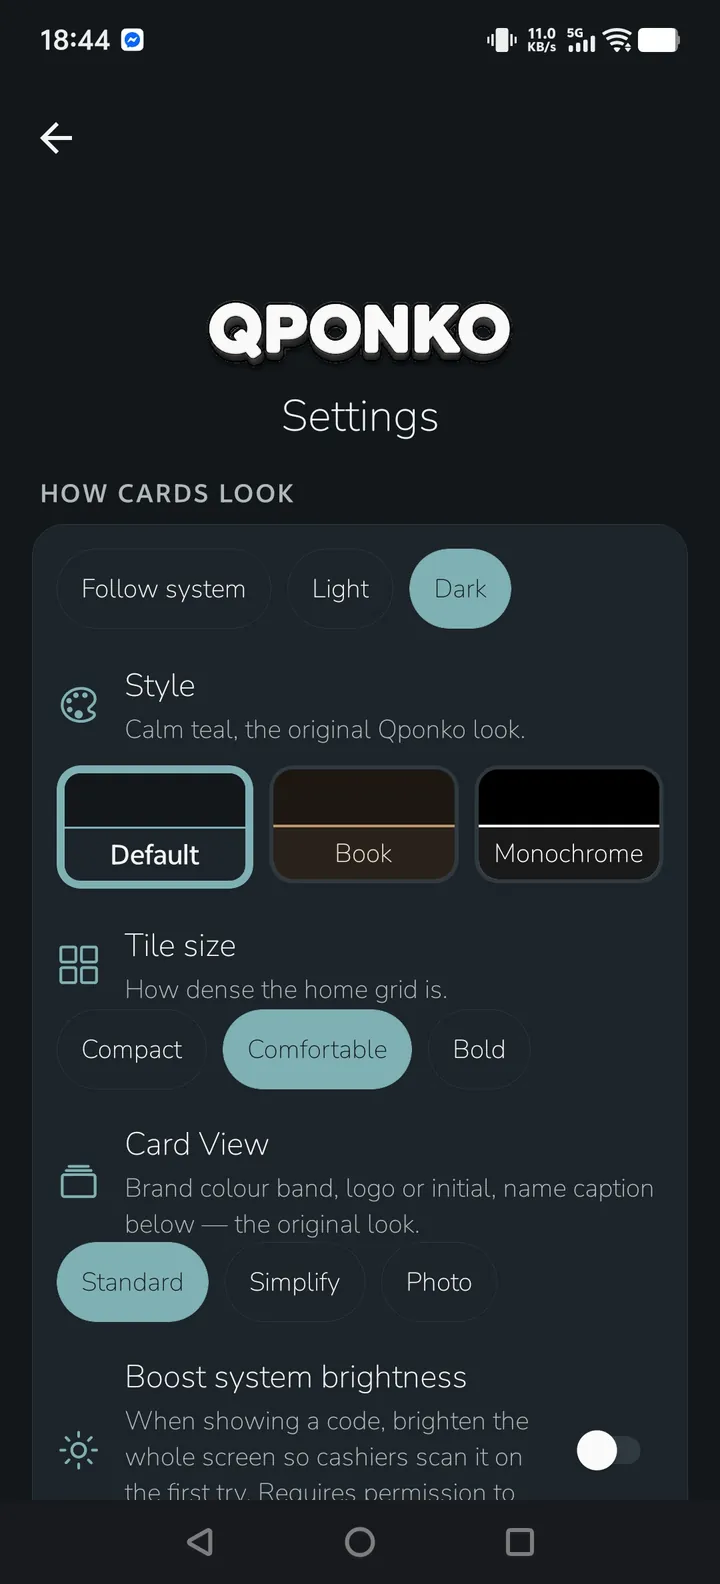 18:44
11.0 KB/s 5G
QPONKO
Settings
HOW CARDS LOOK
Follow system Light Dark
Style
Calm teal, the original Qponko look.
Default Book Monochrome
Tile size
How dense the home grid is.
Compact Comfortable Bold
Card View
Brand colour band, logo or initial, name caption
below — the original look.
Standard Simplify Photo
Boost system brightness
When showing a code, brighten the
whole screen so cashiers scan it on
the first try. Requires permission to